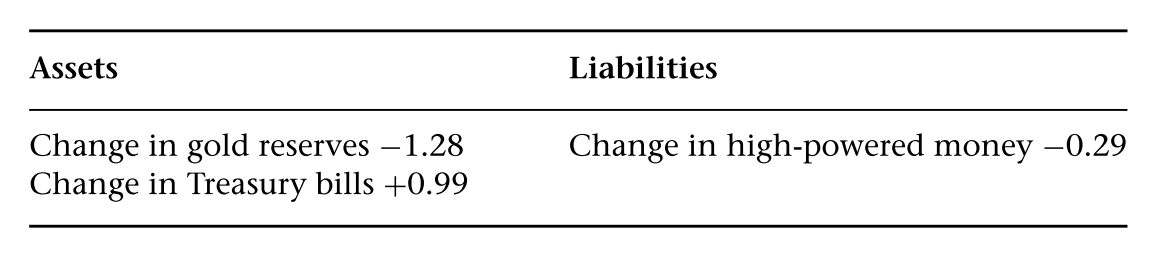 Assets Liabilities
Change in gold reserves −1.28 Change in high-powered money −0.29
Change in Treasury bills +0.99